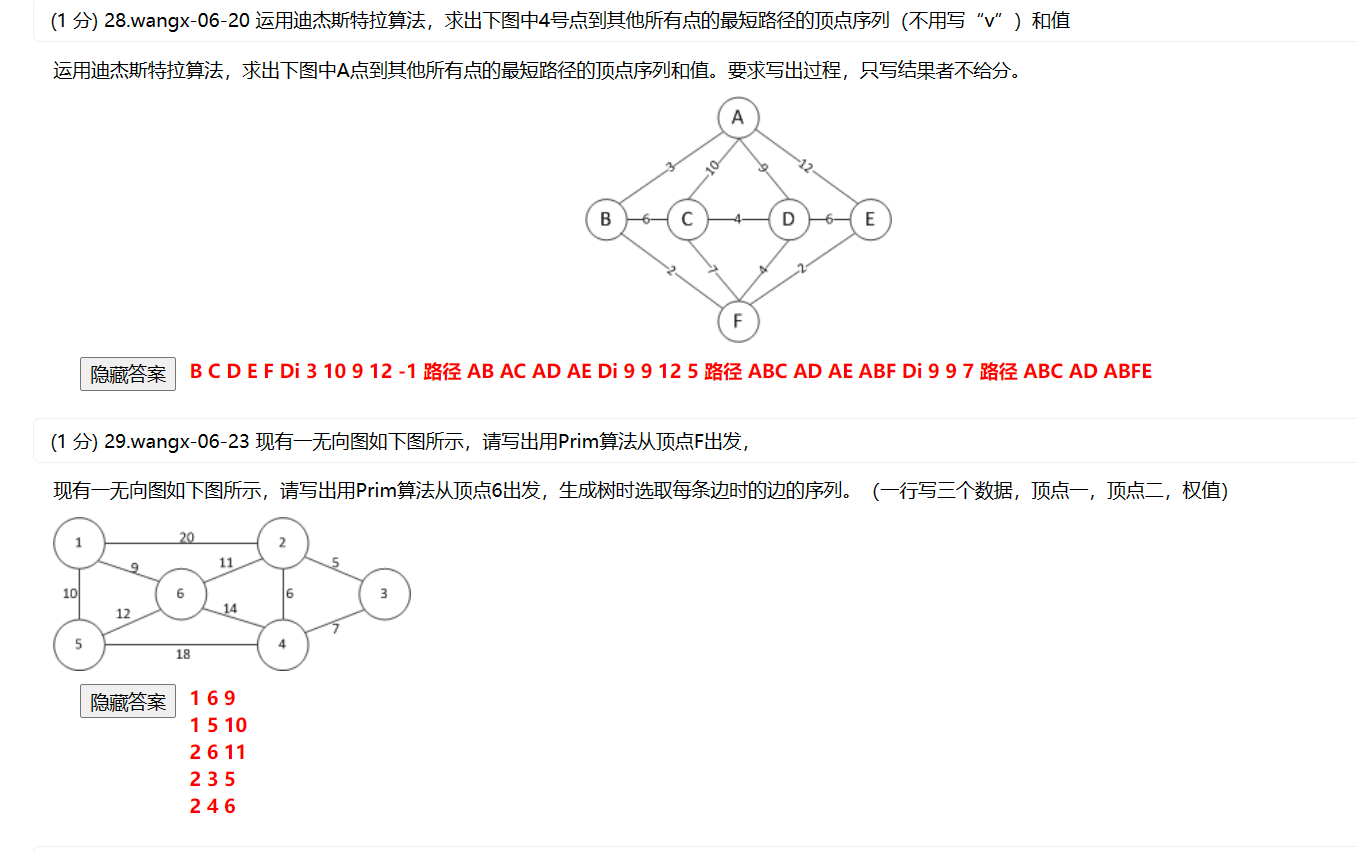 (1 分) 28.wangx-06-20 运用迪杰斯特拉算法，求出下图中4号点到其他所有点的最短路径的顶点序列（不用写“v”）和值
运用迪杰斯特拉算法，求出下图中A点到其他所有点的最短路径的顶点序列和值。要求写出过程，只写结果者不给分。
A
3 10 9 12
B 6 C 4 D 6 E
2 7 4 2
F
隐藏答案 B C D E F Di 3 10 9 12 -1 路径 AB AC AD AE Di 9 9 12 5 路径 ABC AD AE ABF Di 9 9 7 路径 ABC AD ABFE
(1 分) 29.wangx-06-23 现有一无向图如下图所示，请写出用Prim算法从顶点F出发，
现有一无向图如下图所示，请写出用Prim算法从顶点6出发，生成树时选取每条边时的边的序列。（一行写三个数据，顶点一，顶点二，权值）
1 20 2
9 11 5
10 6 6 3
12 14 7
5 18 4
隐藏答案 1 6 9
1 5 10
2 6 11
2 3 5
2 4 6